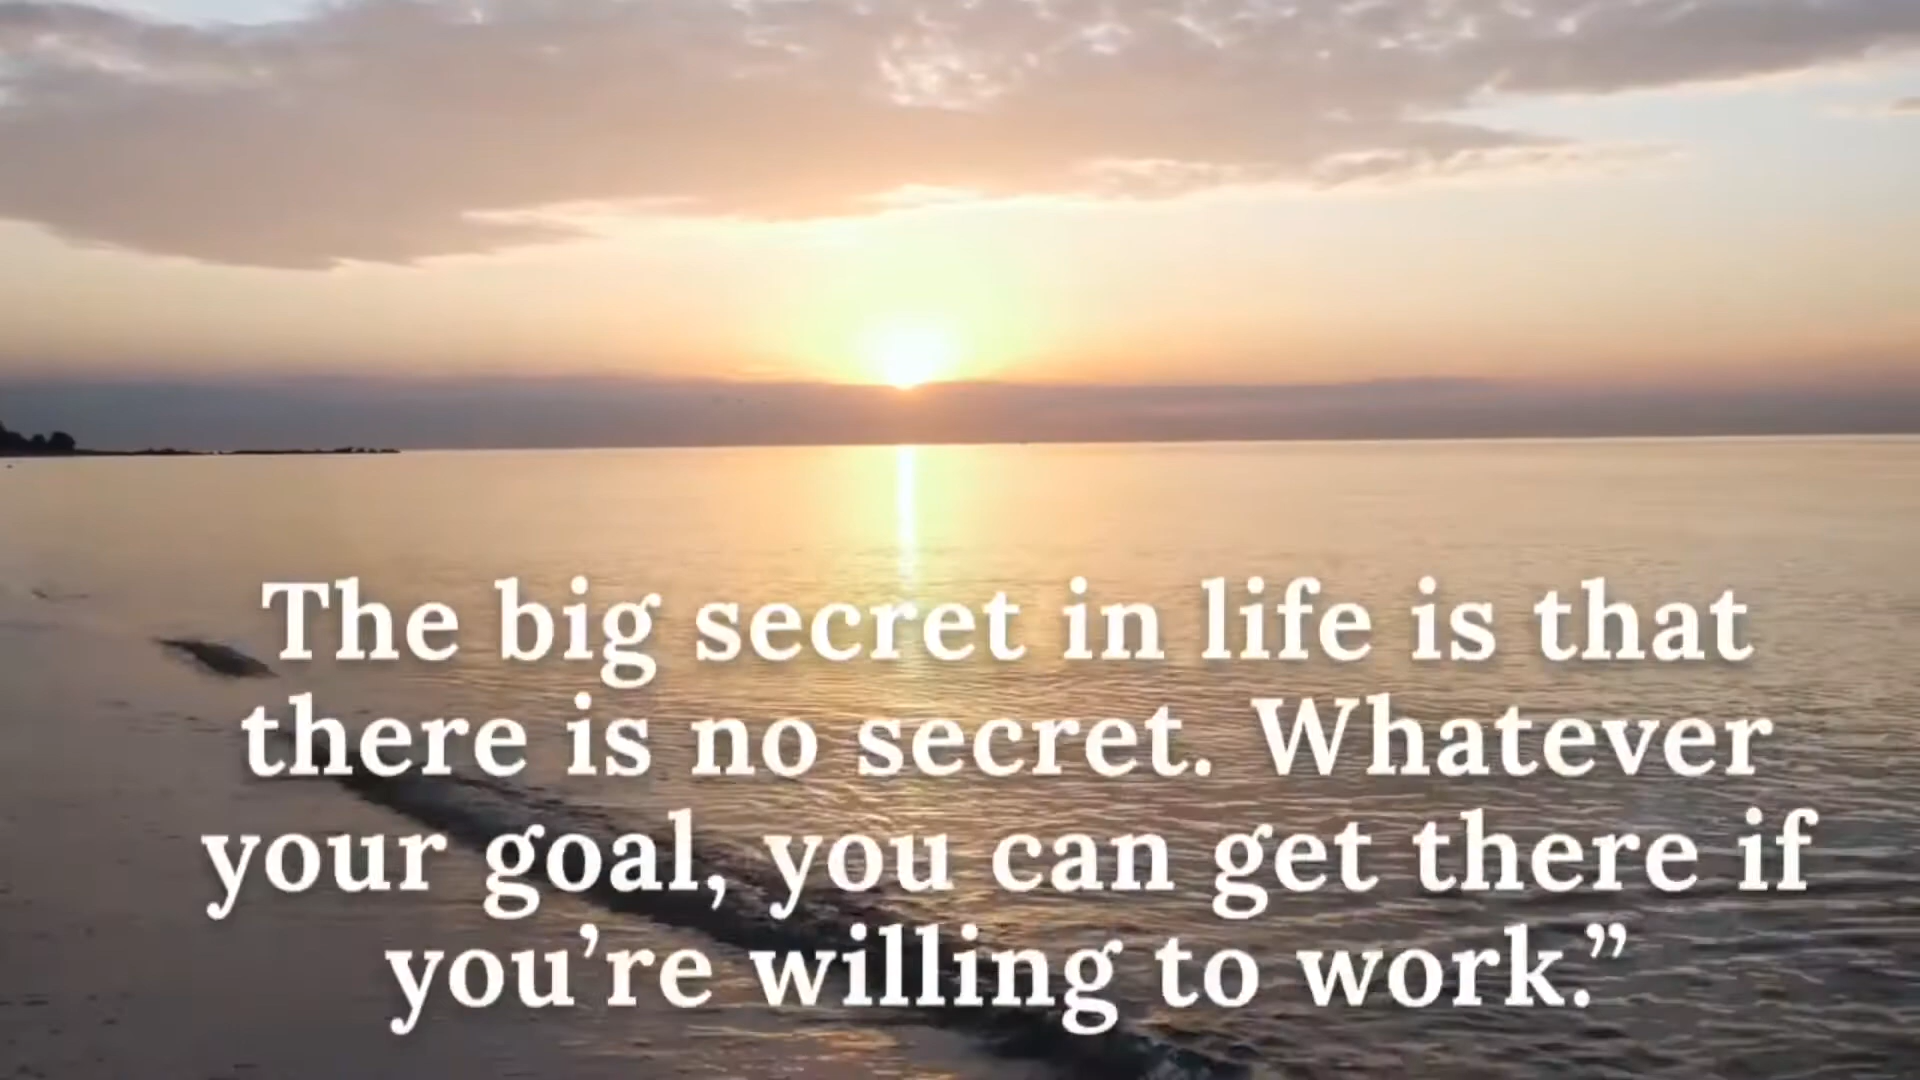 The big secret in life is that
there is no secret. Whatever
your goal, you can get there if
you’re willing to work.”